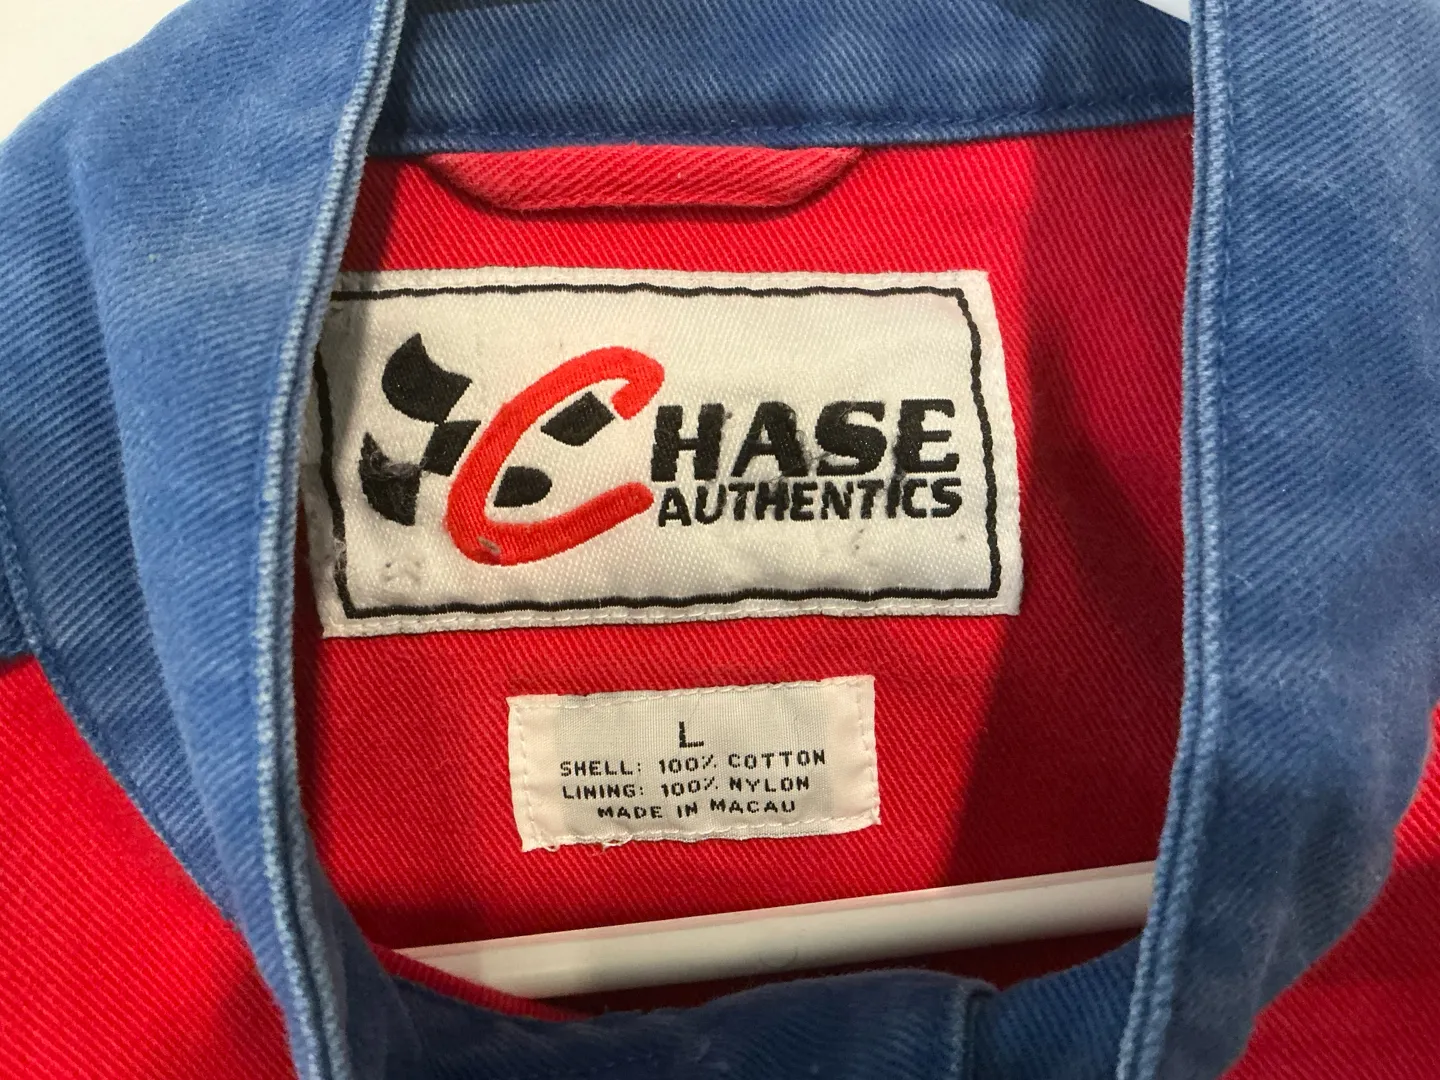 CHASE
AUTHENTICS
L
SHELL: 100% COTTON
LINING: 100% NYLON
MADE IN MACAU